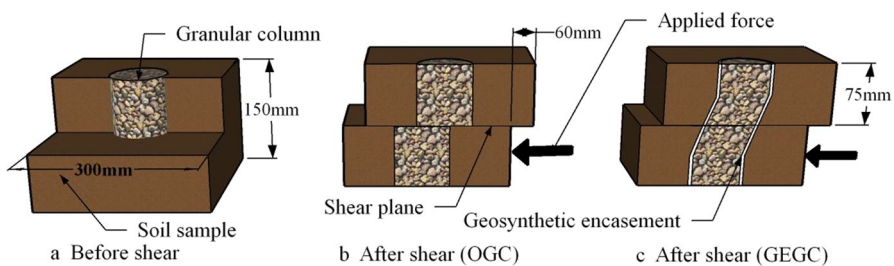 Granular column
150mm
300mm
Soil sample
a Before shear
60mm
Applied force
Shear plane
b After shear (OGC)
75mm
Geosynthetic encasement
c After shear (GEGC)